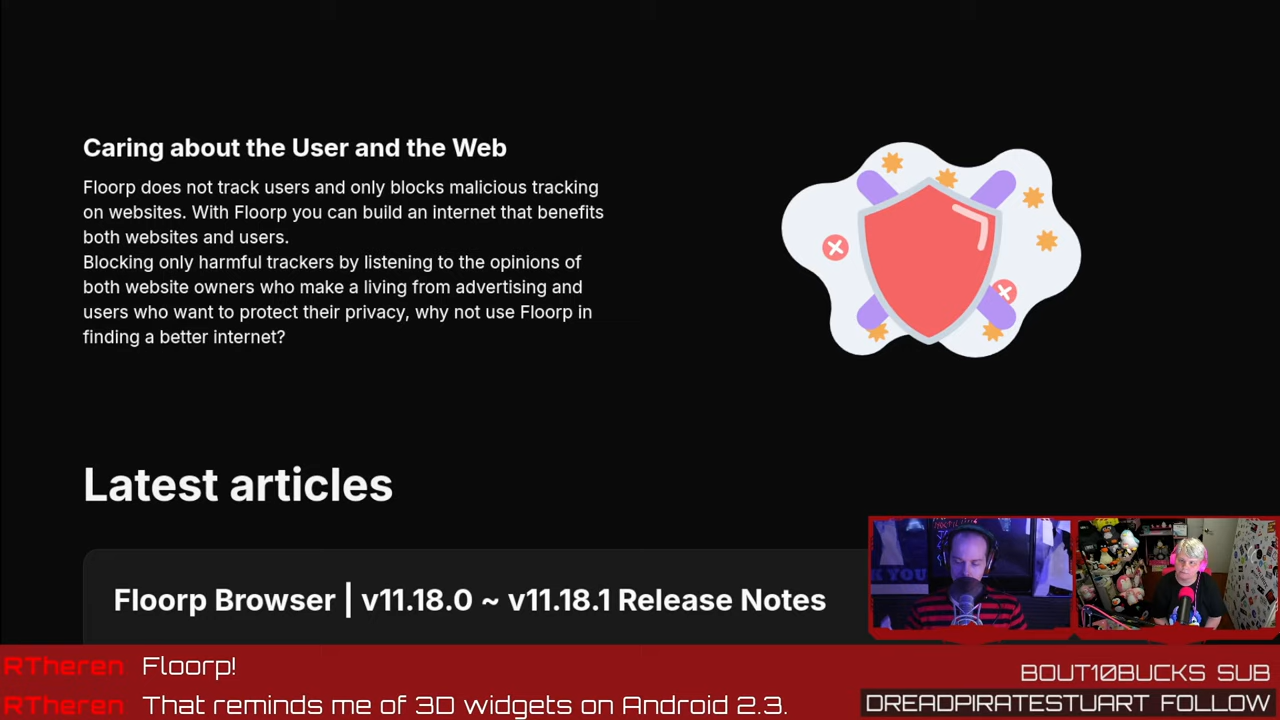 Caring about the User and the Web
Floorp does not track users and only blocks malicious tracking
on websites. With Floorp you can build an internet that benefits
both websites and users.
Blocking only harmful trackers by listening to the opinions of
both website owners who make a living from advertising and
users who want to protect their privacy, why not use Floorp in
finding a better internet?
Latest articles
Floorp Browser | v11.18.0 ~ v11.18.1 Release Notes
K YOU
RTheren Floorp!
RTheren That reminds me of 3D widgets on Android 2.3.
BOUT10BUCKS SUB
DREADPIRATESTUART FOLLOW